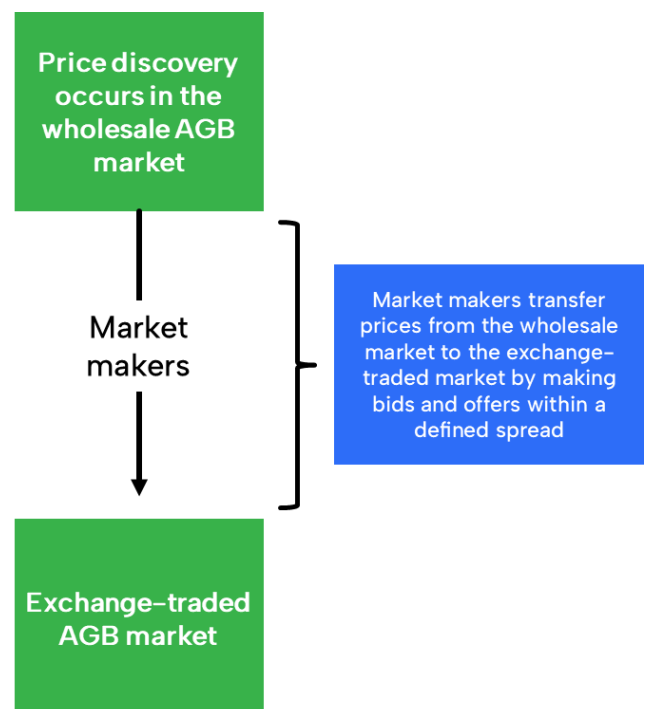 Price discovery
occurs in the
wholesale AGB
market
Market
makers
Market makers transfer
prices from the wholesale
market to the exchange-
traded market by making
bids and offers within a
defined spread
Exchange-traded
AGB market